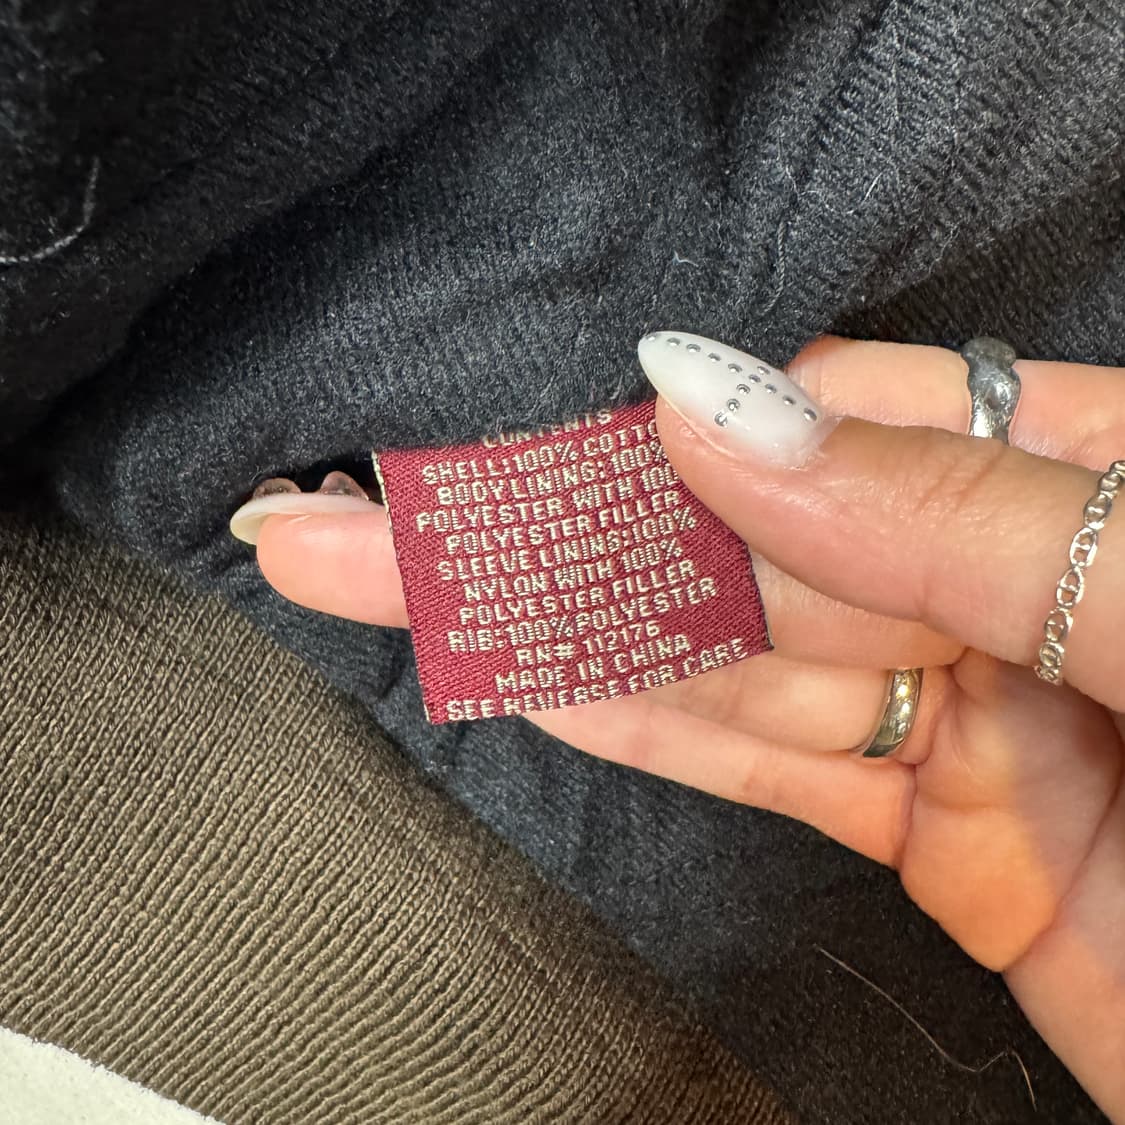 CONTENTS
SHELL: 100% COTTO
BODY LINING: 100%
POLYESTER WITH 100
POLYESTER FILLER
SLEEVE LINING: 100%
NYLON WITH 100%
POLYESTER FILLER
RIB: 100% POLYESTER
RN# 112176
MADE IN CHINA
SEE REVERSE FOR CARE